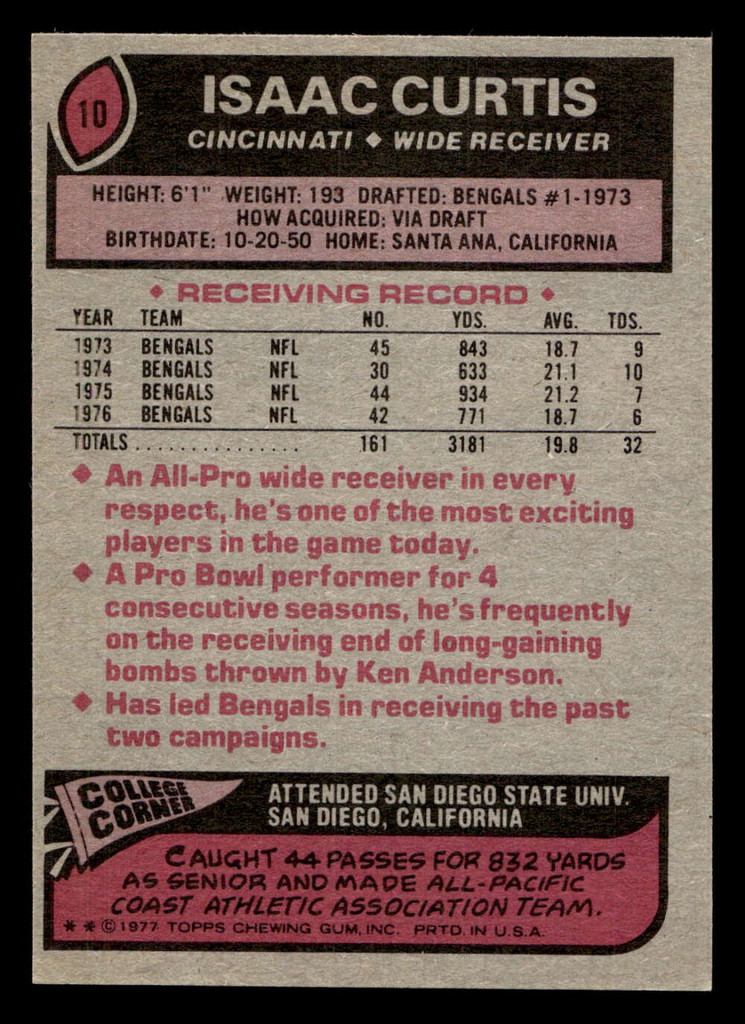 10
ISAAC CURTIS
CINCINNATI ◆ WIDE RECEIVER
HEIGHT: 6'1" WEIGHT: 193 DRAFTED: BENGALS #1-1973
HOW ACQUIRED: VIA DRAFT
BIRTHDATE: 10-20-50 HOME: SANTA ANA, CALIFORNIA
◆ RECEIVING RECORD ◆
YEAR TEAM NO. YDS. AVG. TDS.
1973 BENGALS NFL 45 843 18.7 9
1974 BENGALS NFL 30 633 21.1 10
1975 BENGALS NFL 44 934 21.2 7
1976 BENGALS NFL 42 771 18.7 6
TOTALS ............... 161 3181 19.8 32
◆ An All-Pro wide receiver in every
respect, he's one of the most exciting
players in the game today.
◆ A Pro Bowl performer for 4
consecutive seasons, he's frequently
on the receiving end of long-gaining
bombs thrown by Ken Anderson.
◆ Has led Bengals in receiving the past
two campaigns.
COLLEGE
CORNER
ATTENDED SAN DIEGO STATE UNIV.
SAN DIEGO, CALIFORNIA
CAUGHT 44 PASSES FOR 832 YARDS
AS SENIOR AND MADE ALL-PACIFIC
COAST ATHLETIC ASSOCIATION TEAM.
* * © 1977 TOPPS CHEWING GUM, INC. PRTD. IN U.S.A.